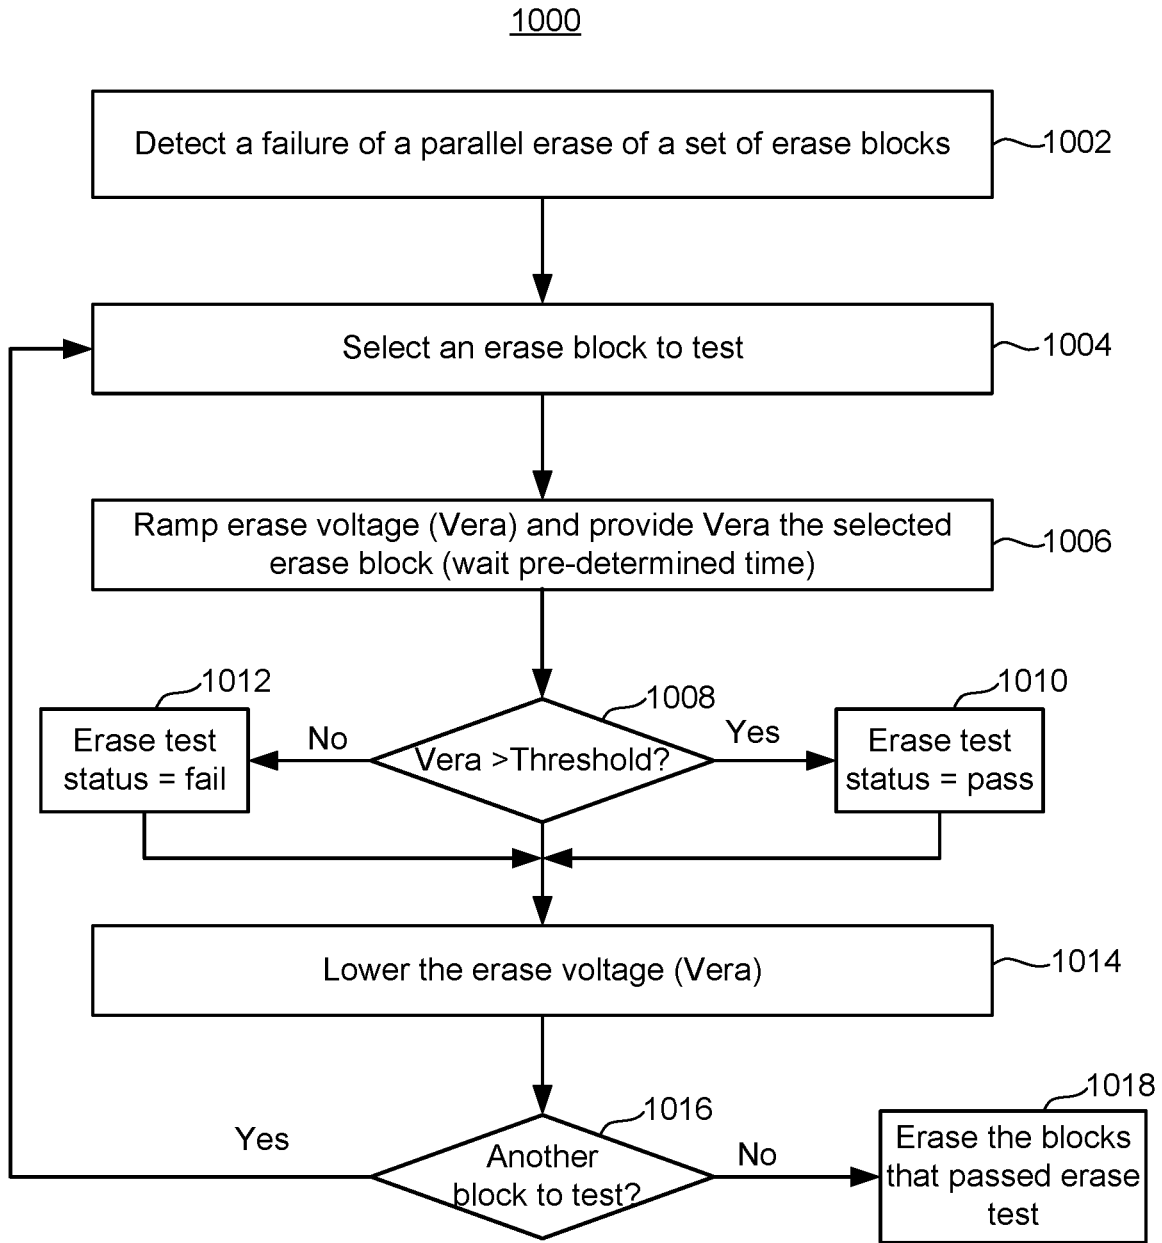 1000
Detect a failure of a parallel erase of a set of erase blocks
1002
Select an erase block to test
1004
Ramp erase voltage (Vera) and provide Vera the selected
erase block (wait pre-determined time)
1006
1012
1008
1010
Erase test
status = fail
No
Vera >Threshold?
Yes
Erase test
status = pass
Lower the erase voltage (Vera)
1014
1016
1018
Yes
Another
block to test?
No
Erase the blocks
that passed erase
test